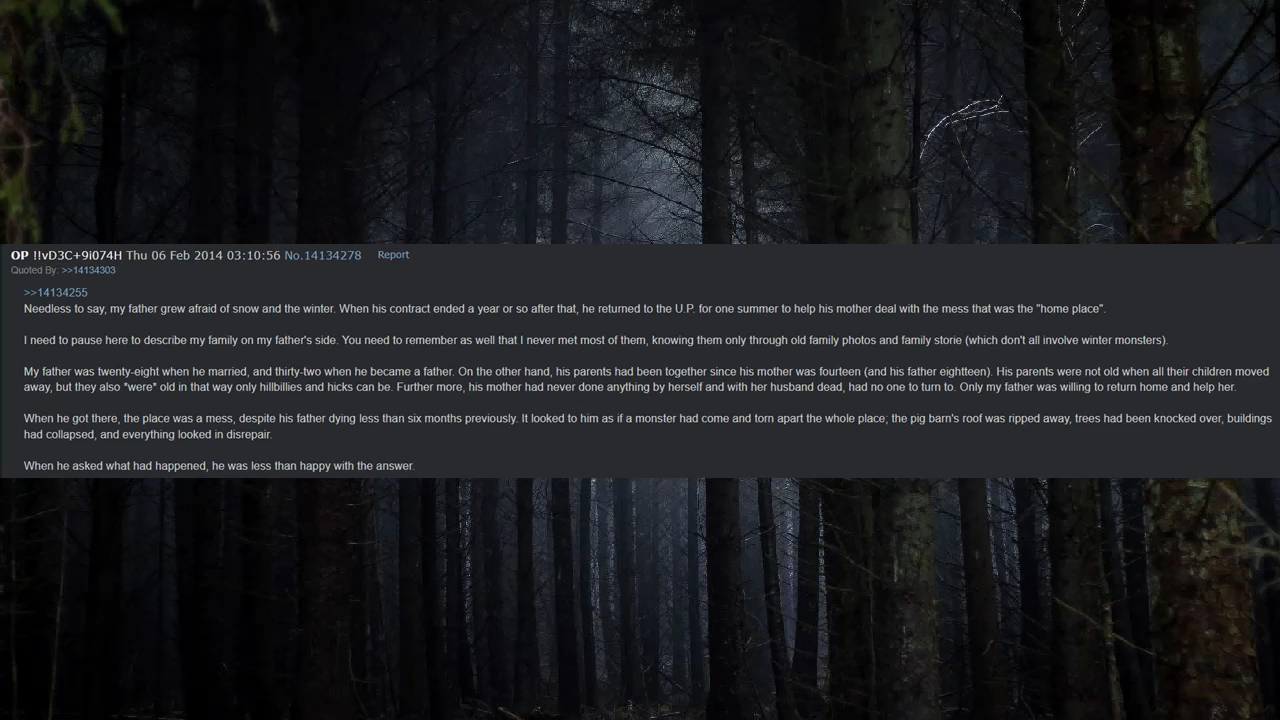 OP !!vD3C+9I074H Thu 06 Feb 2014 03:10:56 No.14134278 Report
Quoted By: >>14134303
>>14134255
Needless to say, my father grew afraid of snow and the winter. When his contract ended a year or so after that, he returned to the U.P. for one summer to help his mother deal with the mess that was the "home place".
I need to pause here to describe my family on my father's side. You need to remember as well that I never met most of them, knowing them only through old family photos and family storie (which don't all involve winter monsters).
My father was twenty-eight when he married, and thirty-two when he became a father. On the other hand, his parents had been together since his mother was fourteen (and his father eightteen). His parents were not old when all their children moved
away, but they also *were* old in that way only hillbillies and hicks can be. Further more, his mother had never done anything by herself and with her husband dead, had no one to turn to. Only my father was willing to return home and help her.
When he got there, the place was a mess, despite his father dying less than six months previously. It looked to him as if a monster had come and torn apart the whole place; the pig barn's roof was ripped away, trees had been knocked over, buildings
had collapsed, and everything looked in disrepair.
When he asked what had happened, he was less than happy with the answer.